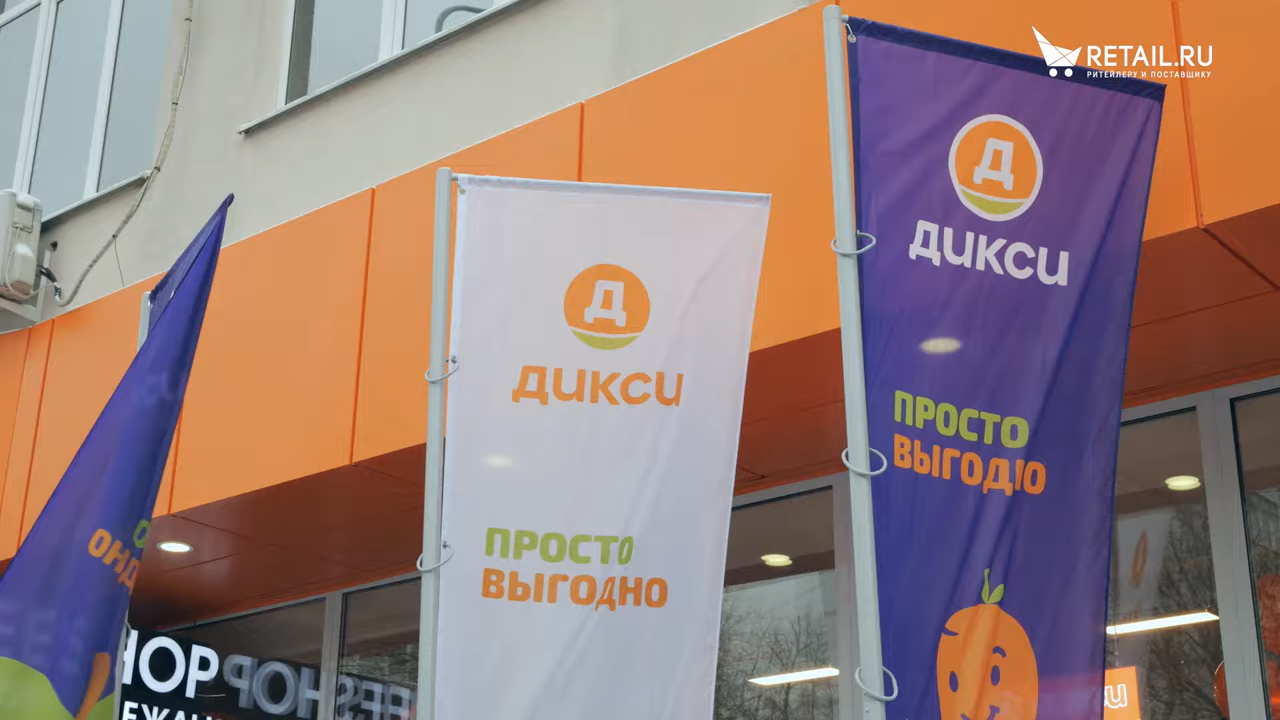 RETAIL.RU
РИТЕЙЛЕРУ И ПОСТАВЩИКУ
Д
ДИКСИ
ПРОСТО
ВЫГОДНО
Д
ДИКСИ
ПРОСТО
ВЫГОДНО